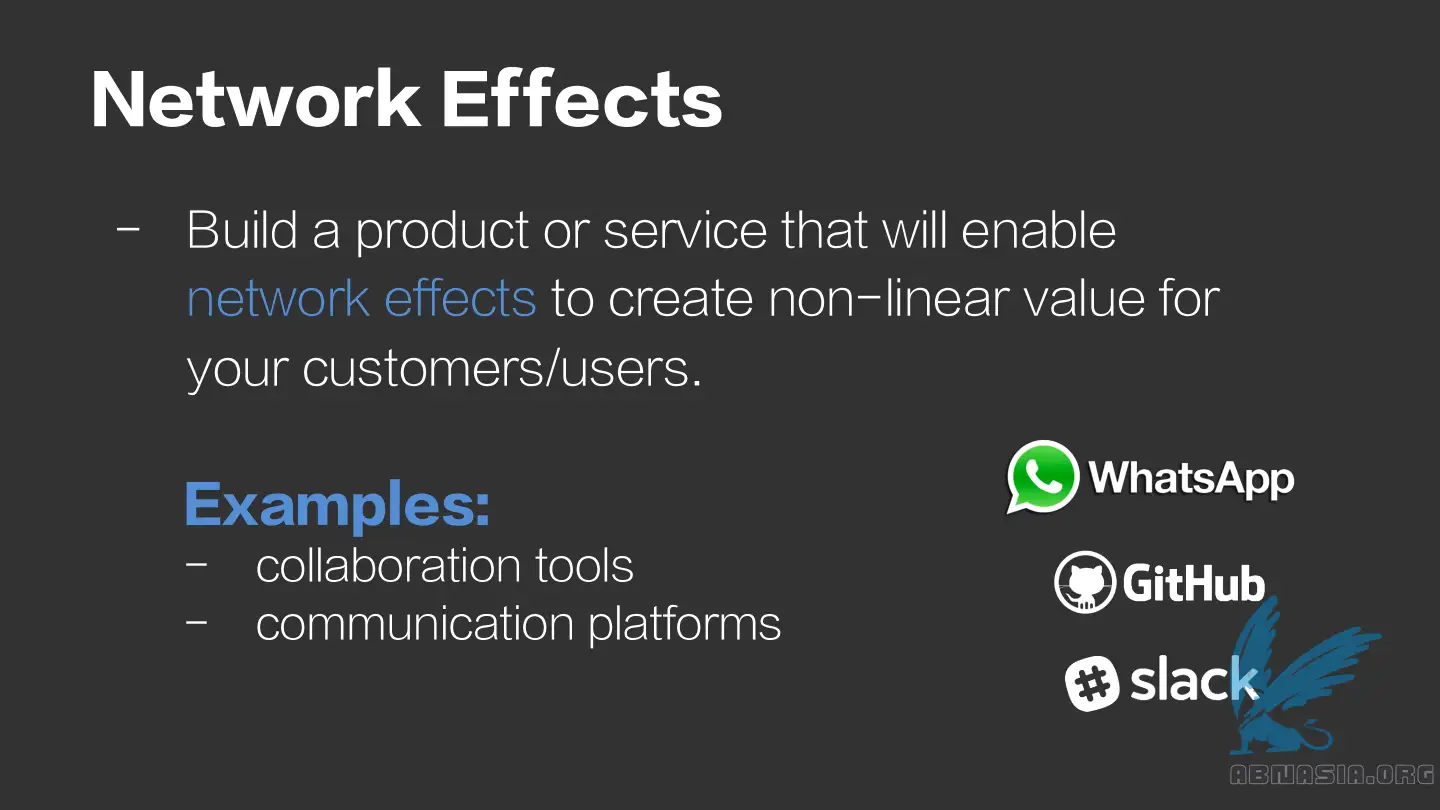 Network Effects
- Build a product or service that will enable
network effects to create non-linear value for
your customers/users.
Examples:
- collaboration tools
- communication platforms
WhatsApp
GitHub
slack
ABNASIA.ORG